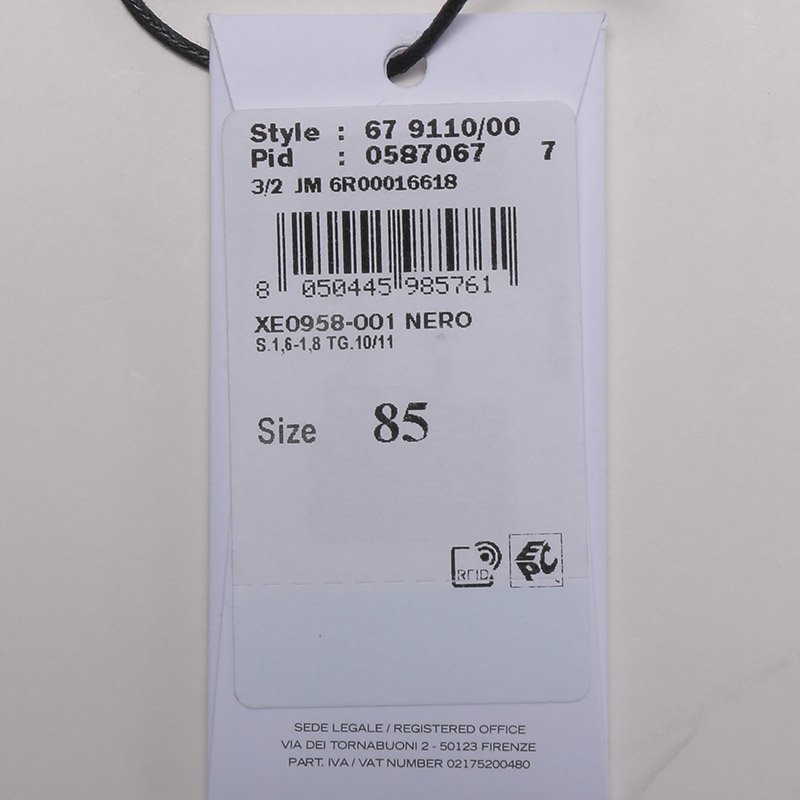 Style : 67 9110/00
Pid : 0587067 7
3/2 JM 6R00016618
8 050445 985761
XE0958-001 NERO
S.1,6-1,8 TG.10/11
Size 85
RFID EPC
SEDE LEGALE / REGISTERED OFFICE
VIA DEI TORNABUONI 2 - 50123 FIRENZE
PART. IVA / VAT NUMBER 02175200480